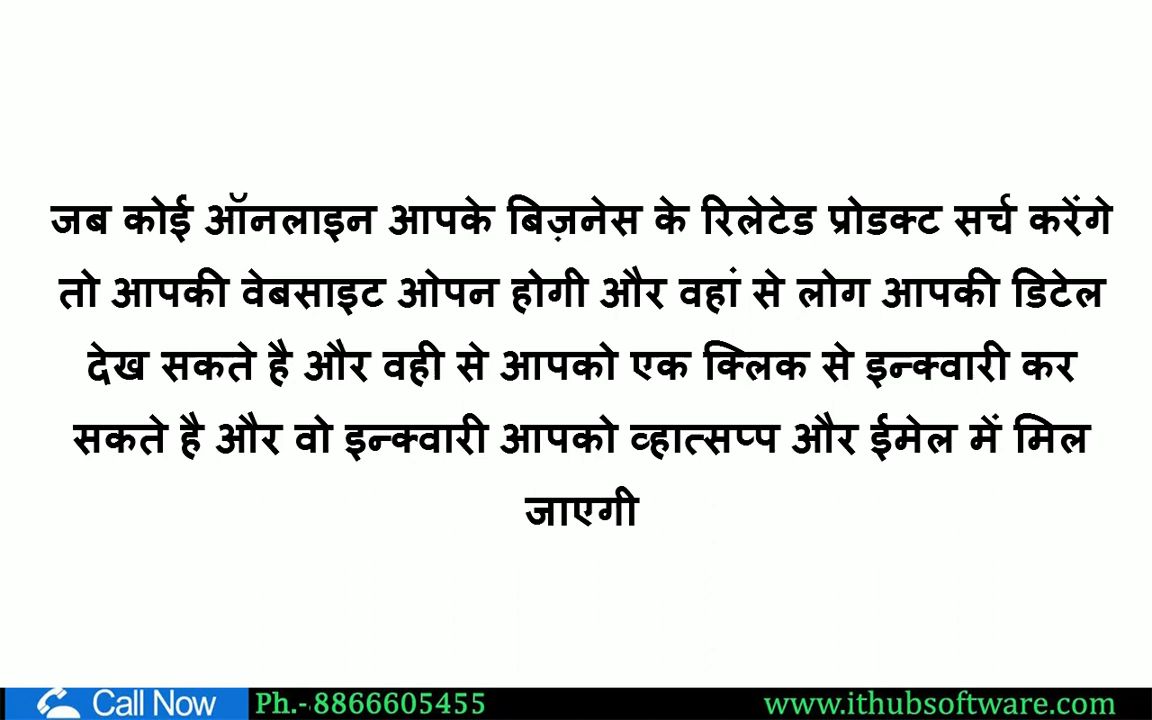 जब कोई ऑनलाइन आपके बिज़नेस के रिलेटेड प्रोडक्ट सर्च करेंगे
तो आपकी वेबसाइट ओपन होगी और वहां से लोग आपकी डिटेल
देख सकते है और वही से आपको एक क्लिक से इन्क्वारी कर
सकते है और वो इन्क्वारी आपको व्हात्सप्प और ईमेल में मिल
जाएगी
Call Now Ph.-8866605455 www.ithubsoftware.com